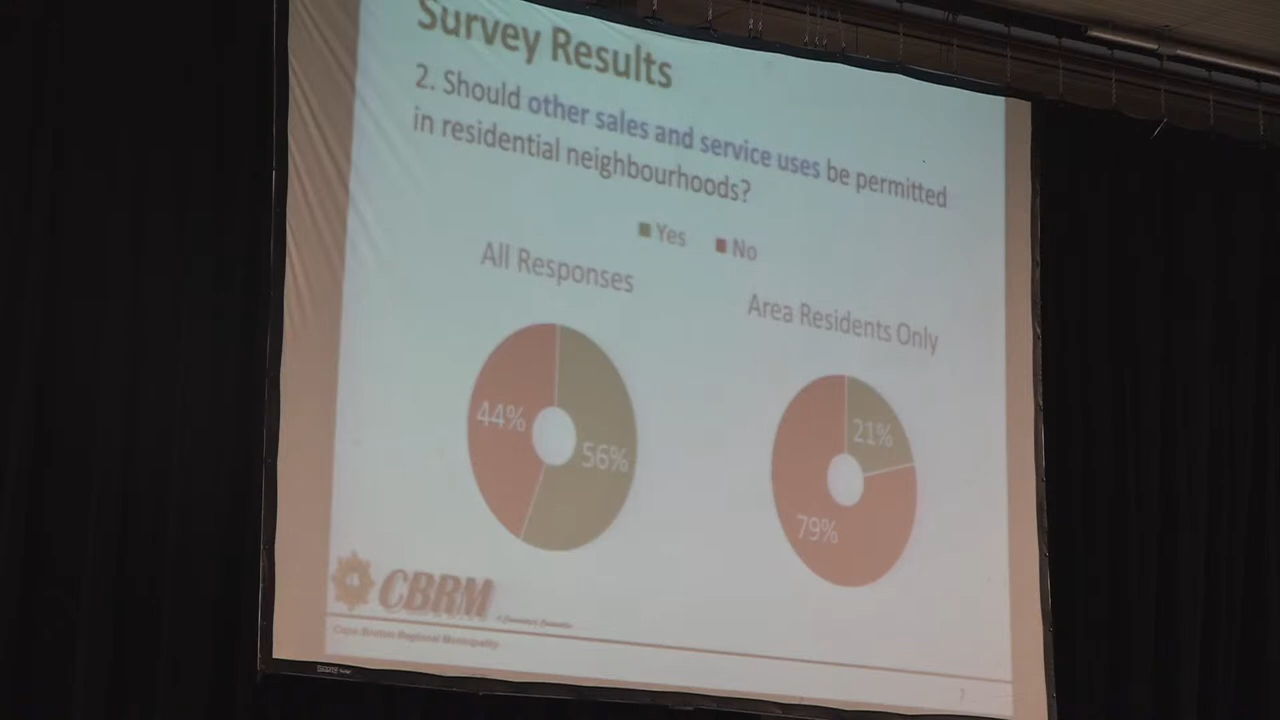 Survey Results
2. Should other sales and service uses be permitted
in residential neighbourhoods?
Yes No
All Responses
Area Residents Only
44%
56%
21%
79%
CBRM
Cape Breton Regional Municipality
7